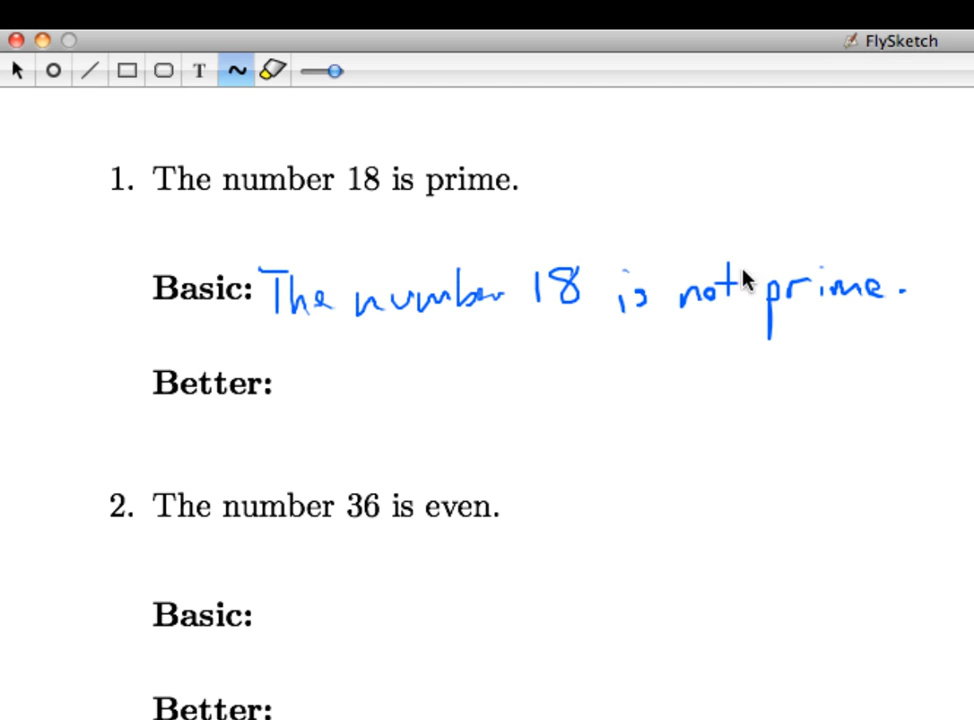 FlySketch
T
1. The number 18 is prime.
Basic: The number 18 is not prime.
Better:
2. The number 36 is even.
Basic:
Better: